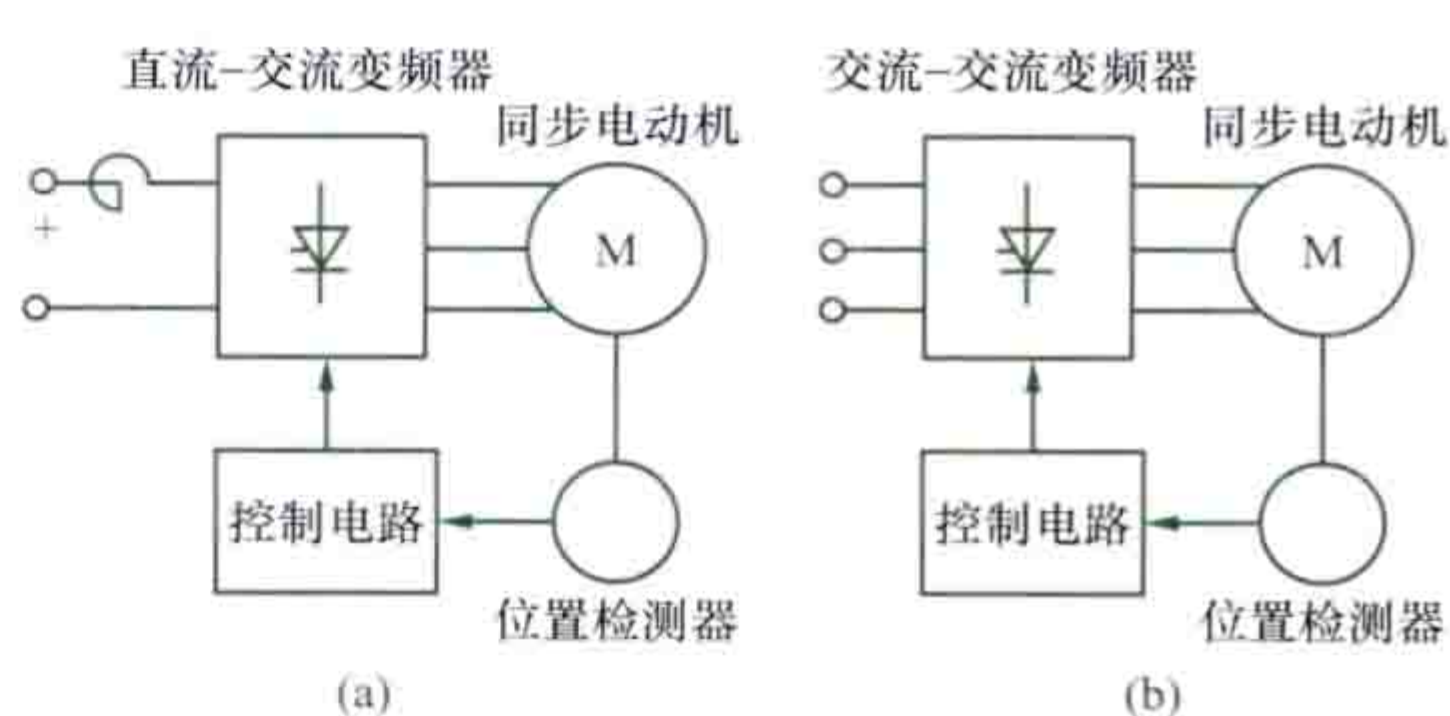 直流-交流变频器
同步电动机
+
M
控制电路
位置检测器
(a)
交流-交流变频器
同步电动机
M
控制电路
位置检测器
(b)